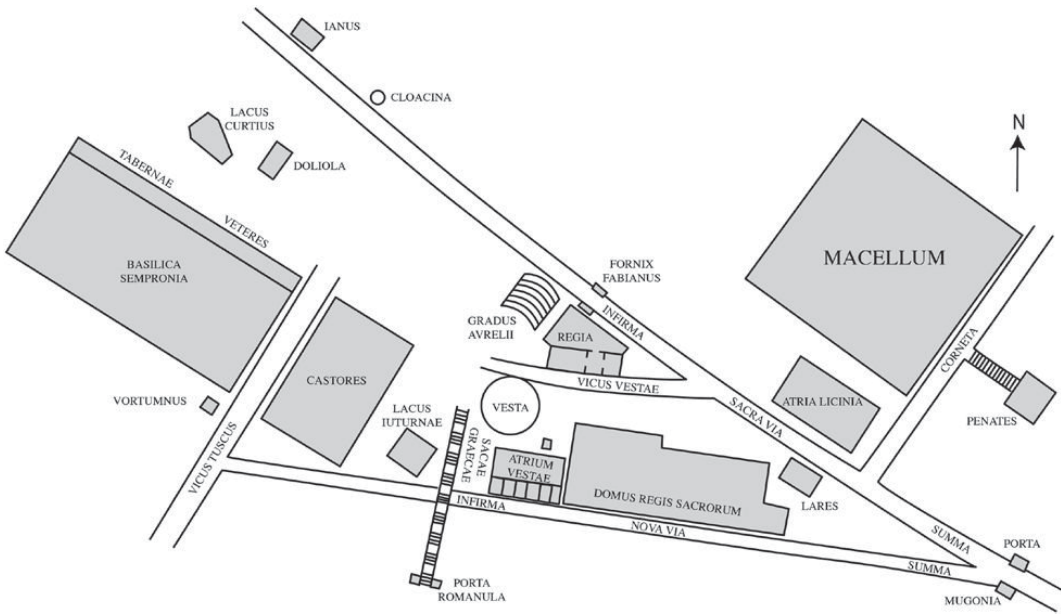 IANUS
CLOACINA
N
LACUS
CURTIUS
DOLIOLA
TABERNAE
VETERES
BASILICA
SEMPRONIA
MACELLUM
FORNIX
FABIANUS
GRADUS
AVRELII
INFIRMA
REGIA
VICUS VESTAE
CORNETA
CASTORES
VORTUMNUS
LACUS
IUTURNAE
VESTA
SACRA VIA
ATRIA LICINIA
PENATES
VICUS TUSCUS
SACAE
GRAECAE
ATRIUM
VESTAE
DOMUS REGIS SACRORUM
LARES
INFIRMA
NOVA VIA
SUMMA
SUMMA
PORTA
MUGONIA
PORTA
ROMANULA